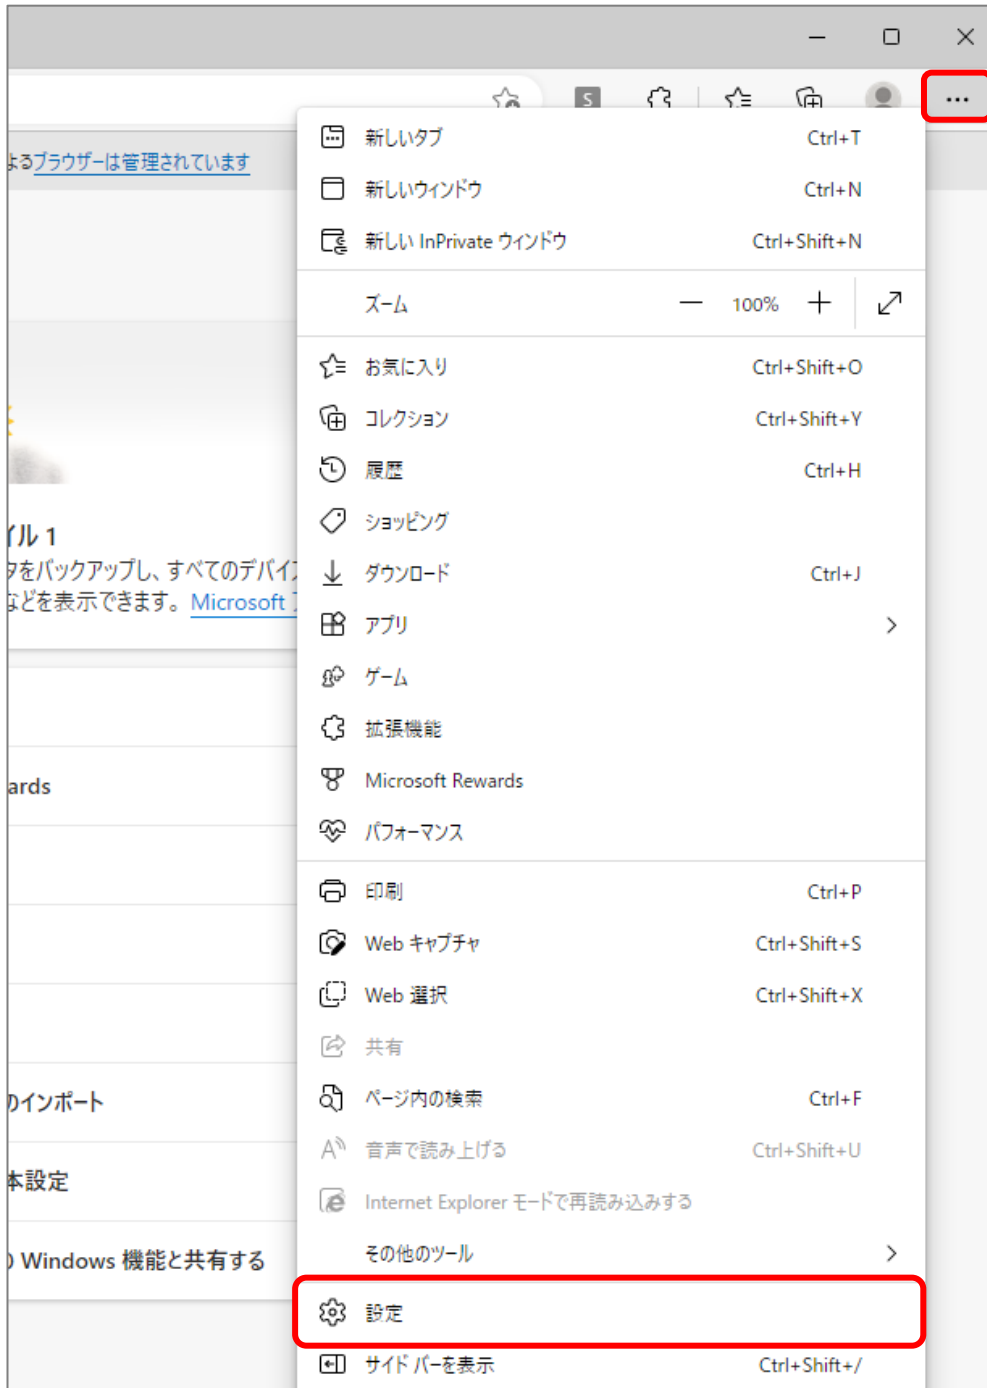 S
よるブラウザーは管理されています
新しいタブ Ctrl+T
新しいウィンドウ Ctrl+N
新しい InPrivate ウィンドウ Ctrl+Shift+N
ズーム 100%
お気に入り Ctrl+Shift+O
コレクション Ctrl+Shift+Y
履歴 Ctrl+H
ショッピング
ダウンロード Ctrl+J
アプリ
ゲーム
拡張機能
Microsoft Rewards
パフォーマンス
印刷 Ctrl+P
Web キャプチャ Ctrl+Shift+S
Web 選択 Ctrl+Shift+X
共有
ページ内の検索 Ctrl+F
音声で読み上げる Ctrl+Shift+U
Internet Explorer モードで再読み込みする
その他のツール
設定
サイド バーを表示 Ctrl+Shift+/
イル 1
タをバックアップし、すべてのデバイ
などを表示できます。 Microsoft
ards
のインポート
本設定
Windows 機能と共有する